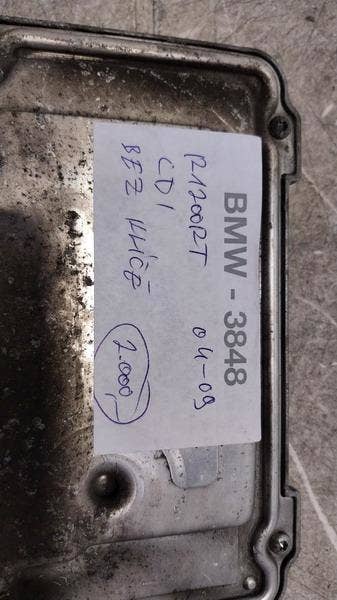 BMW - 3848
R1200RT 04-09
CDI
BEZ KLÍČE
2.000,-